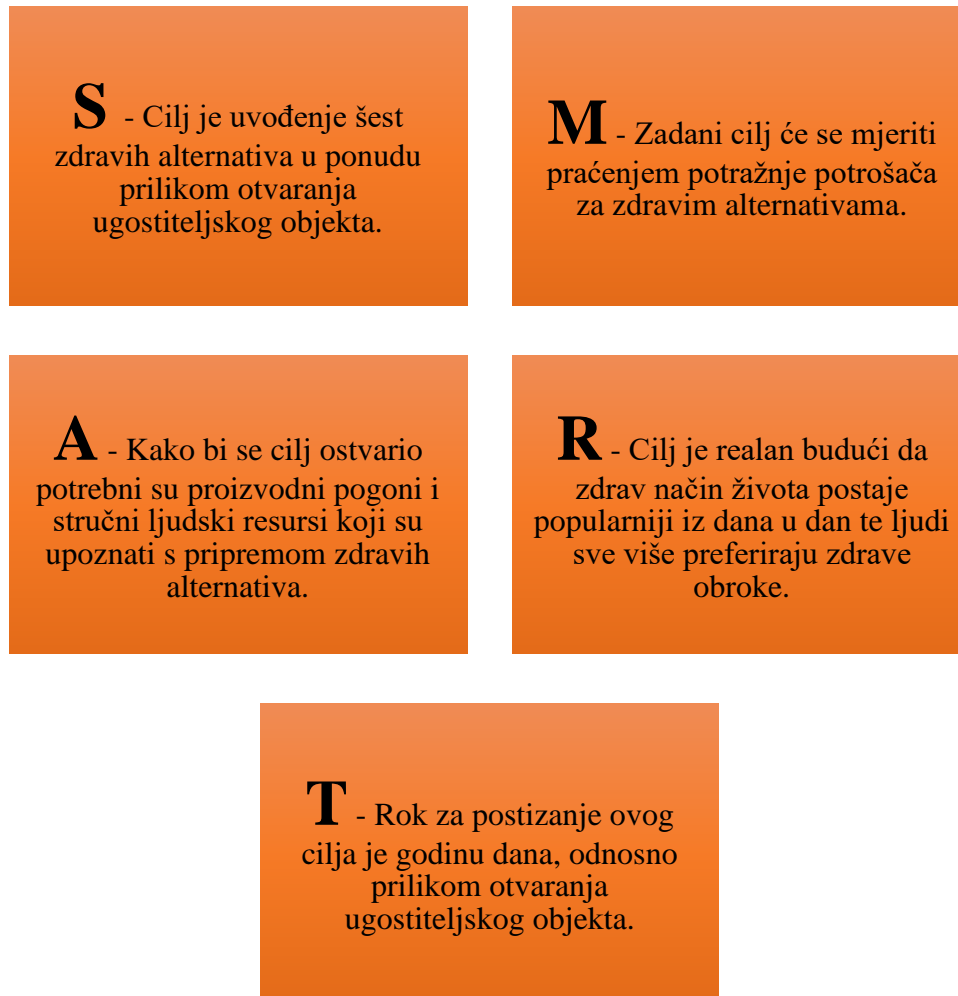 S - Cilj je uvođenje šest
zdravih alternativa u ponudu
prilikom otvaranja
ugostiteljskog objekta.
M - Zadani cilj će se mjeriti
praćenjem potražnje potrošača
za zdravim alternativama.
A - Kako bi se cilj ostvario
potrebni su proizvodni pogoni i
stručni ljudski resursi koji su
upoznati s pripremom zdravih
alternativa.
R - Cilj je realan budući da
zdrav način života postaje
popularniji iz dana u dan te ljudi
sve više preferiraju zdrave
obroke.
T - Rok za postizanje ovog
cilja je godinu dana, odnosno
prilikom otvaranja
ugostiteljskog objekta.